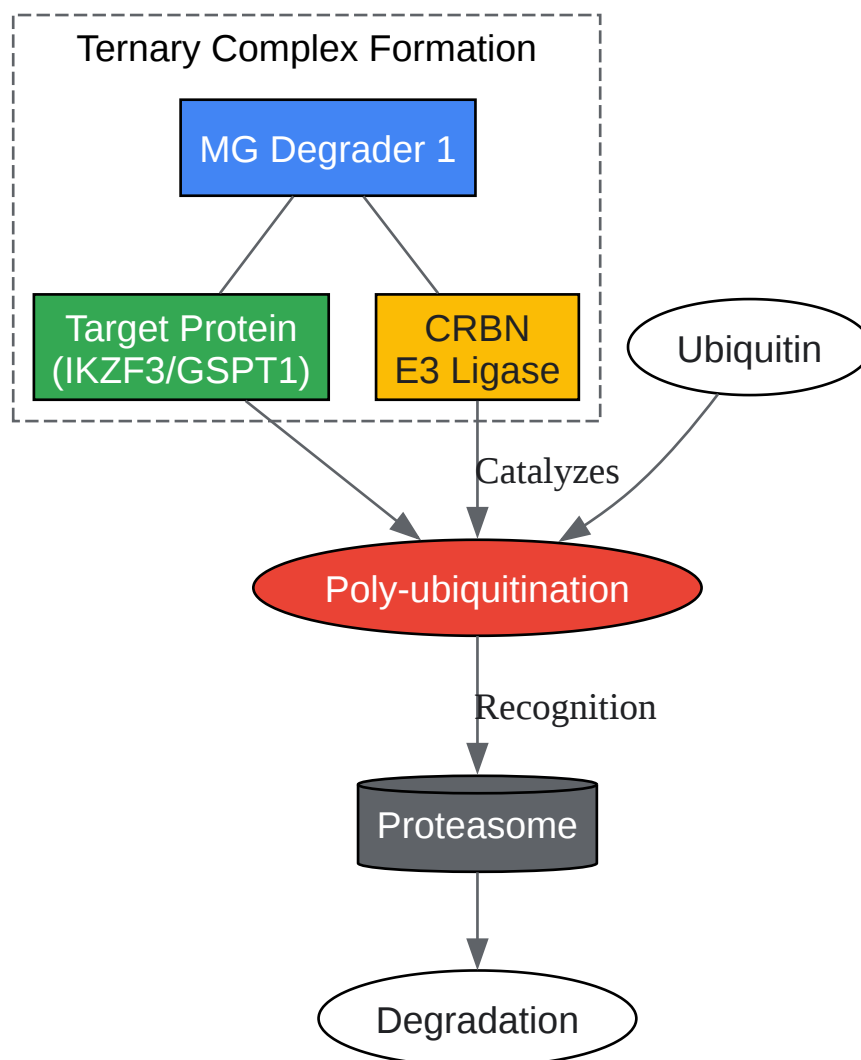 Ternary Complex Formation
MG Degrader 1
Target Protein
(IKZF3/GSPT1)
CRBN
E3 Ligase
Ubiquitin
Catalyzes
Poly-ubiquitination
Recognition
Proteasome
Degradation